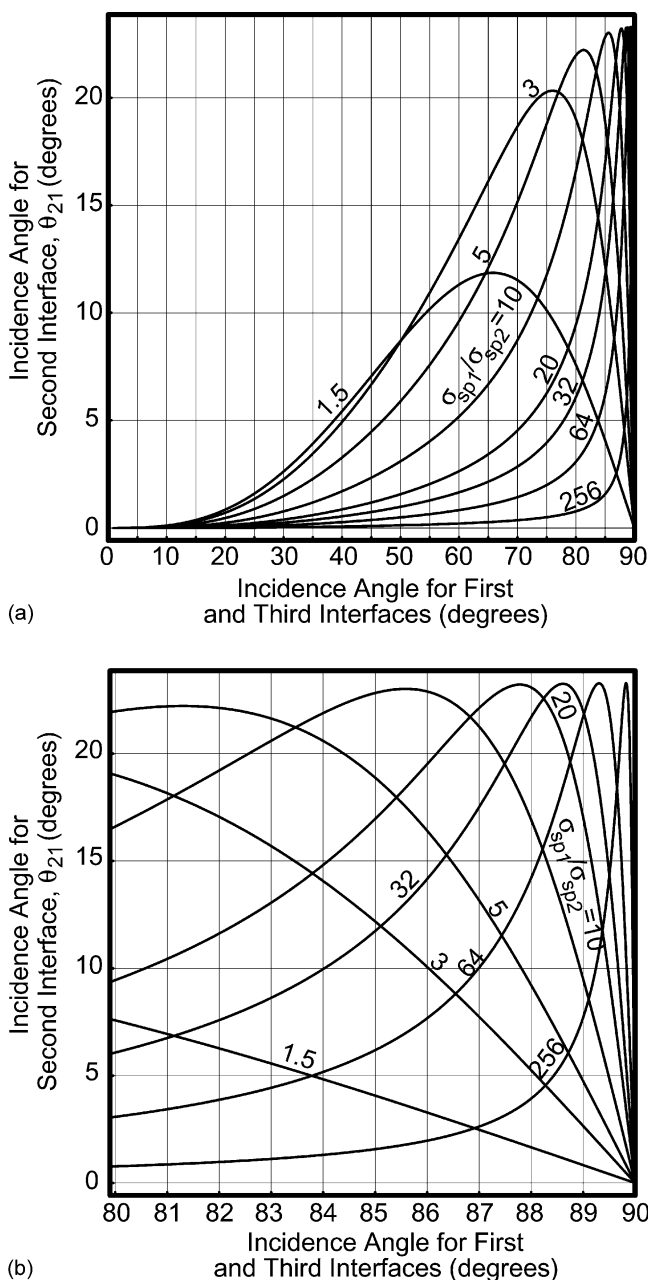 Incidence Angle for
Second Interface, θ21 (degrees)
20
15
10
5
0
3
5
1.5
σsp1/σsp2=10
20
32
64
256
0 10 20 30 40 50 60 70 80 90
Incidence Angle for First
and Third Interfaces (degrees)
(a)
Incidence Angle for
Second Interface, θ21 (degrees)
20
15
10
5
0
20
σsp1/σsp2=10
32
5
64
3
1.5
256
80 81 82 83 84 85 86 87 88 89 90
Incidence Angle for First
and Third Interfaces (degrees)
(b)